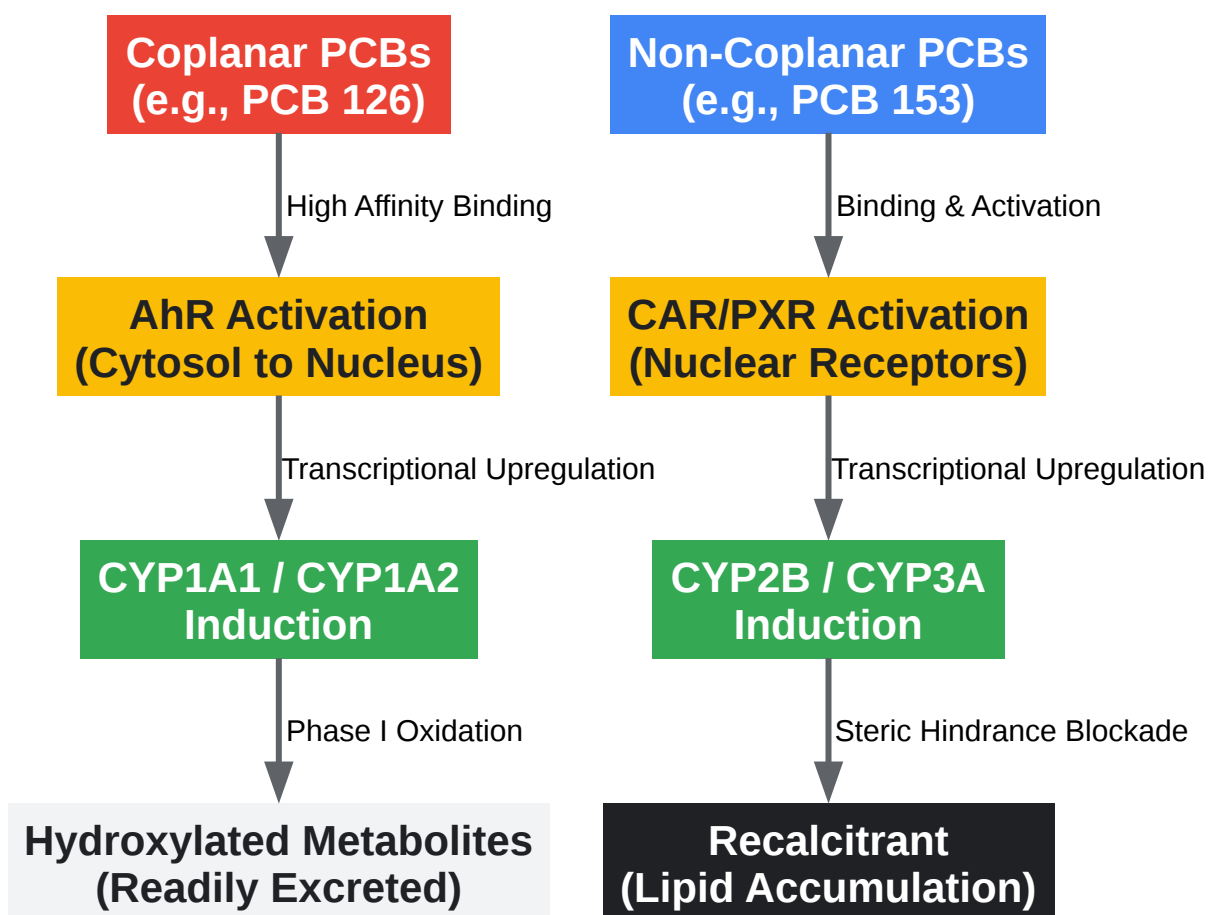 Coplanar PCBs
(e.g., PCB 126)
Non-Coplanar PCBs
(e.g., PCB 153)
High Affinity Binding
Binding & Activation
AhR Activation
(Cytosol to Nucleus)
CAR/PXR Activation
(Nuclear Receptors)
Transcriptional Upregulation
Transcriptional Upregulation
CYP1A1 / CYP1A2
Induction
CYP2B / CYP3A
Induction
Phase I Oxidation
Steric Hindrance Blockade
Hydroxylated Metabolites
(Readily Excreted)
Recalcitrant
(Lipid Accumulation)